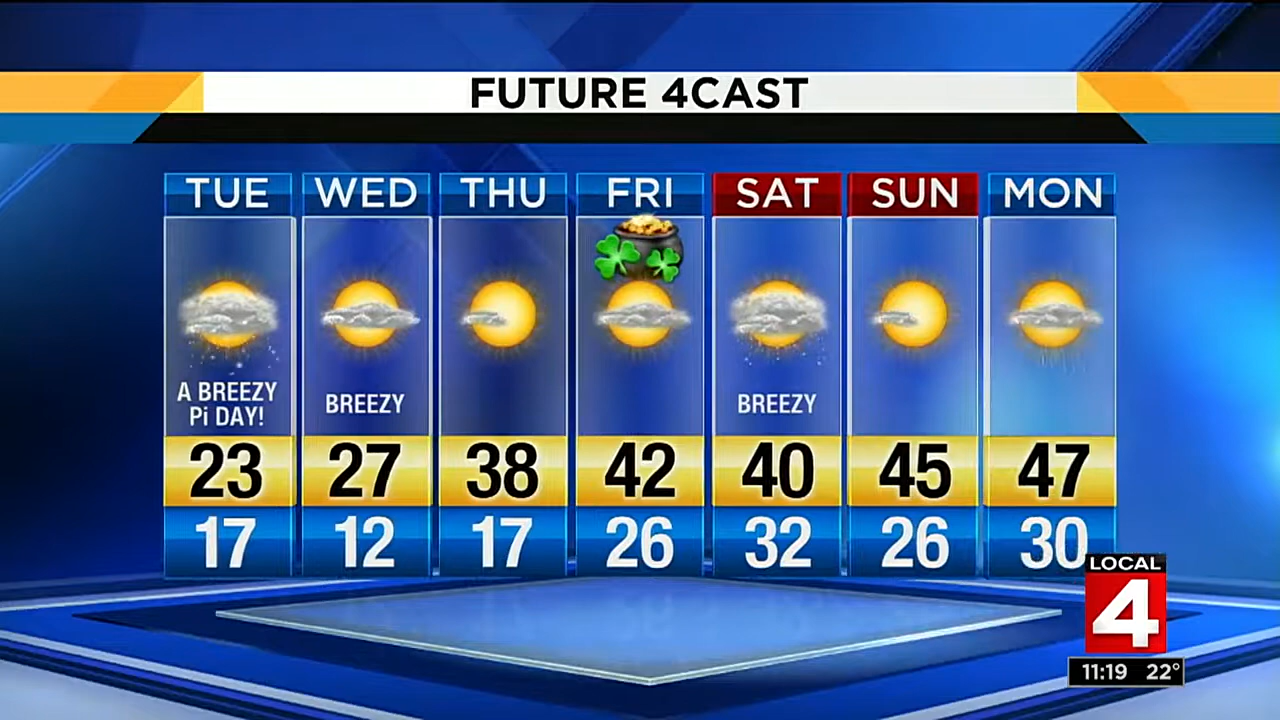 FUTURE 4CAST
TUE WED THU FRI SAT SUN MON
A BREEZY
Pi DAY!
BREEZY
BREEZY
23 27 38 42 40 45 47
17 12 17 26 32 26 30
LOCAL
4
11:19 22°